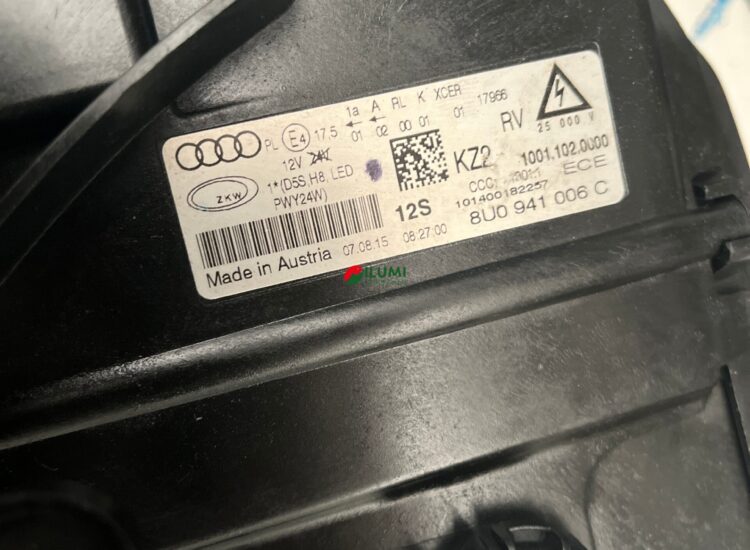 1a A RL K XCER
PL E4 17.5 01 02 00 01 01 17966
12V 24V
RV 25 000 V
ZKW 1*(D5S,H8,LED
PWY24W)
KZ2 1001.102.0000
ECE
101400182257
12S 8U0 941 006 C
Made in Austria 07.08.15 08:27:00
ILUMI